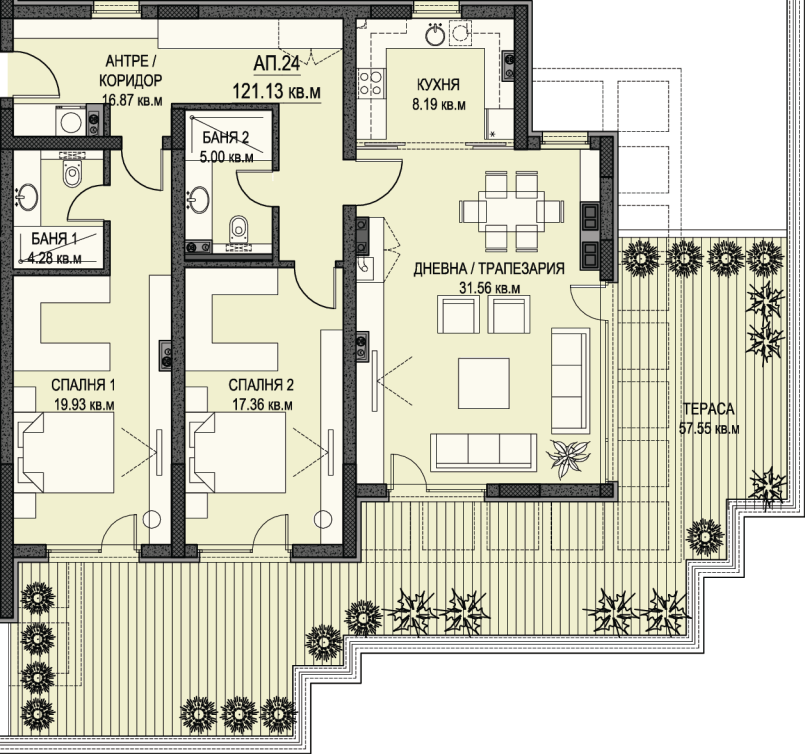 АНТРЕ /
КОРИДОР
16.87 кв.м
АП.24
121.13 кв.м
КУХНЯ
8.19 кв.м
БАНЯ 2
5.00 кв.м
БАНЯ 1
4.28 кв.м
ДНЕВНА / ТРАПЕЗАРИЯ
31.56 кв.м
СПАЛНЯ 1
19.93 кв.м
СПАЛНЯ 2
17.36 кв.м
ТЕРАСА
57.55 кв.м